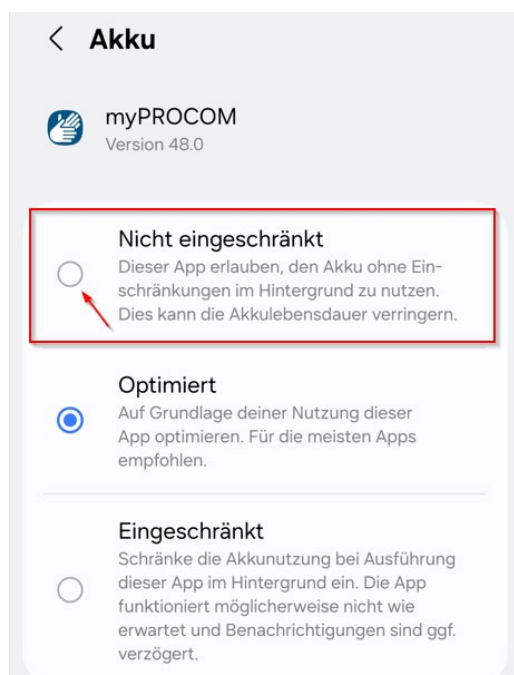 Akku
myPROCOM
Version 48.0
Nicht eingeschränkt
Dieser App erlauben, den Akku ohne Ein-
schränkungen im Hintergrund zu nutzen.
Dies kann die Akkulebensdauer verringern.
Optimiert
Auf Grundlage deiner Nutzung dieser
App optimieren. Für die meisten Apps
empfohlen.
Eingeschränkt
Schränke die Akkunutzung bei Ausführung
dieser App im Hintergrund ein. Die App
funktioniert möglicherweise nicht wie
erwartet und Benachrichtigungen sind ggf.
verzögert.